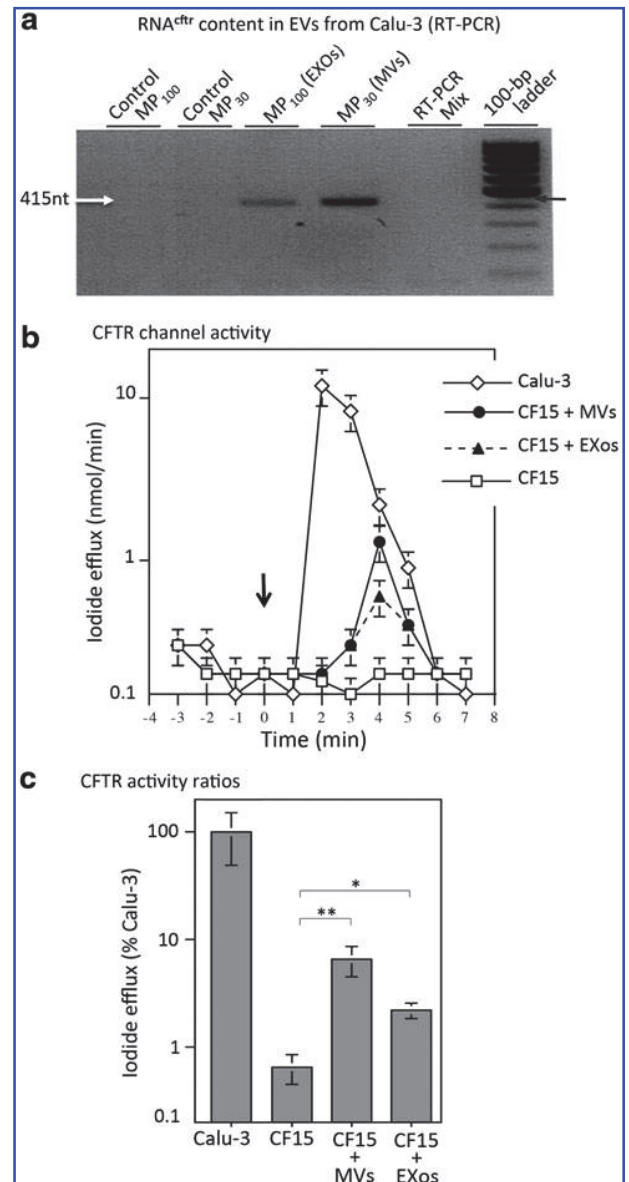 a
RNAcftr content in EVs from Calu-3 (RT-PCR)
Control
MP100
Control
MP30
MP100 (EXOs)
MP30 (MVs)
RT-PCR
Mix
100-bp
ladder
415nt
b
CFTR channel activity
Iodide efflux (nmol/min)
10
1
0.1
-4 -3 -2 -1 0 1 2 3 4 5 6 7 8
Time (min)
Calu-3
CF15 + MVs
CF15 + EXos
CF15
c
CFTR activity ratios
Iodide efflux (% Calu-3)
100
10
1
0.1
*
**
Calu-3 CF15 CF15 CF15
+ +
MVs EXos